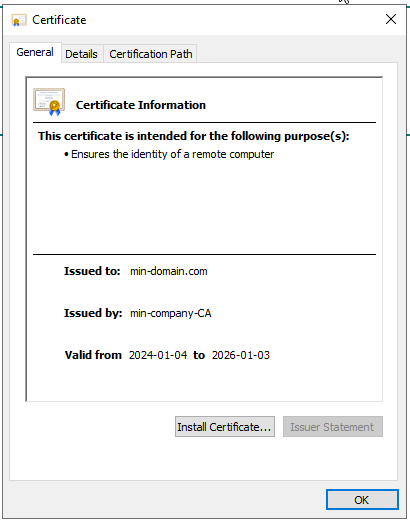 Certificate
General Details Certification Path
Certificate Information
This certificate is intended for the following purpose(s):
• Ensures the identity of a remote computer
Issued to: min-domain.com
Issued by: min-company-CA
Valid from 2024-01-04 to 2026-01-03
Install Certificate... Issuer Statement
OK